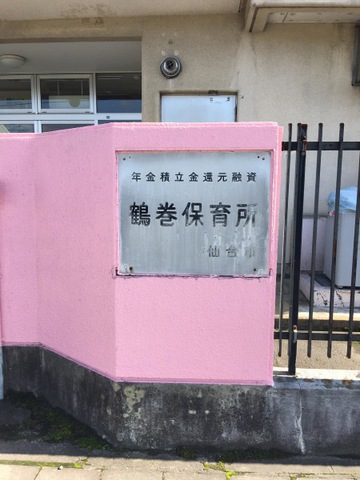 年金積立金還元融資
鶴巻保育所
仙台市